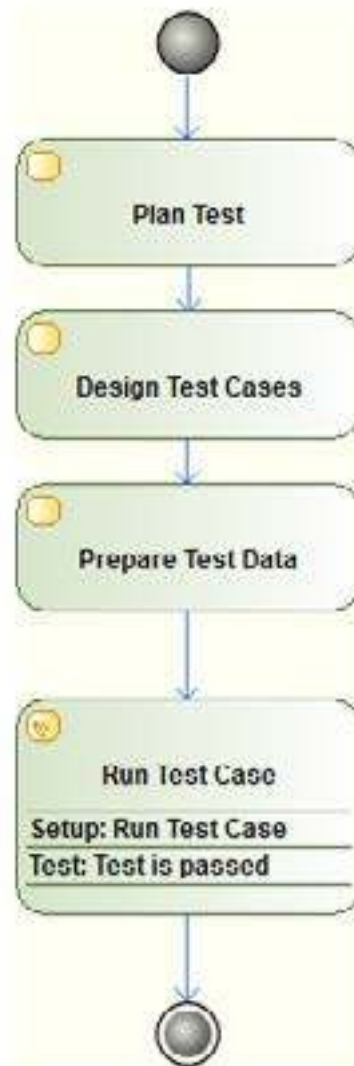 Plan Test
Design Test Cases
Prepare Test Data
Run Test Case
Setup: Run Test Case
Test: Test is passed